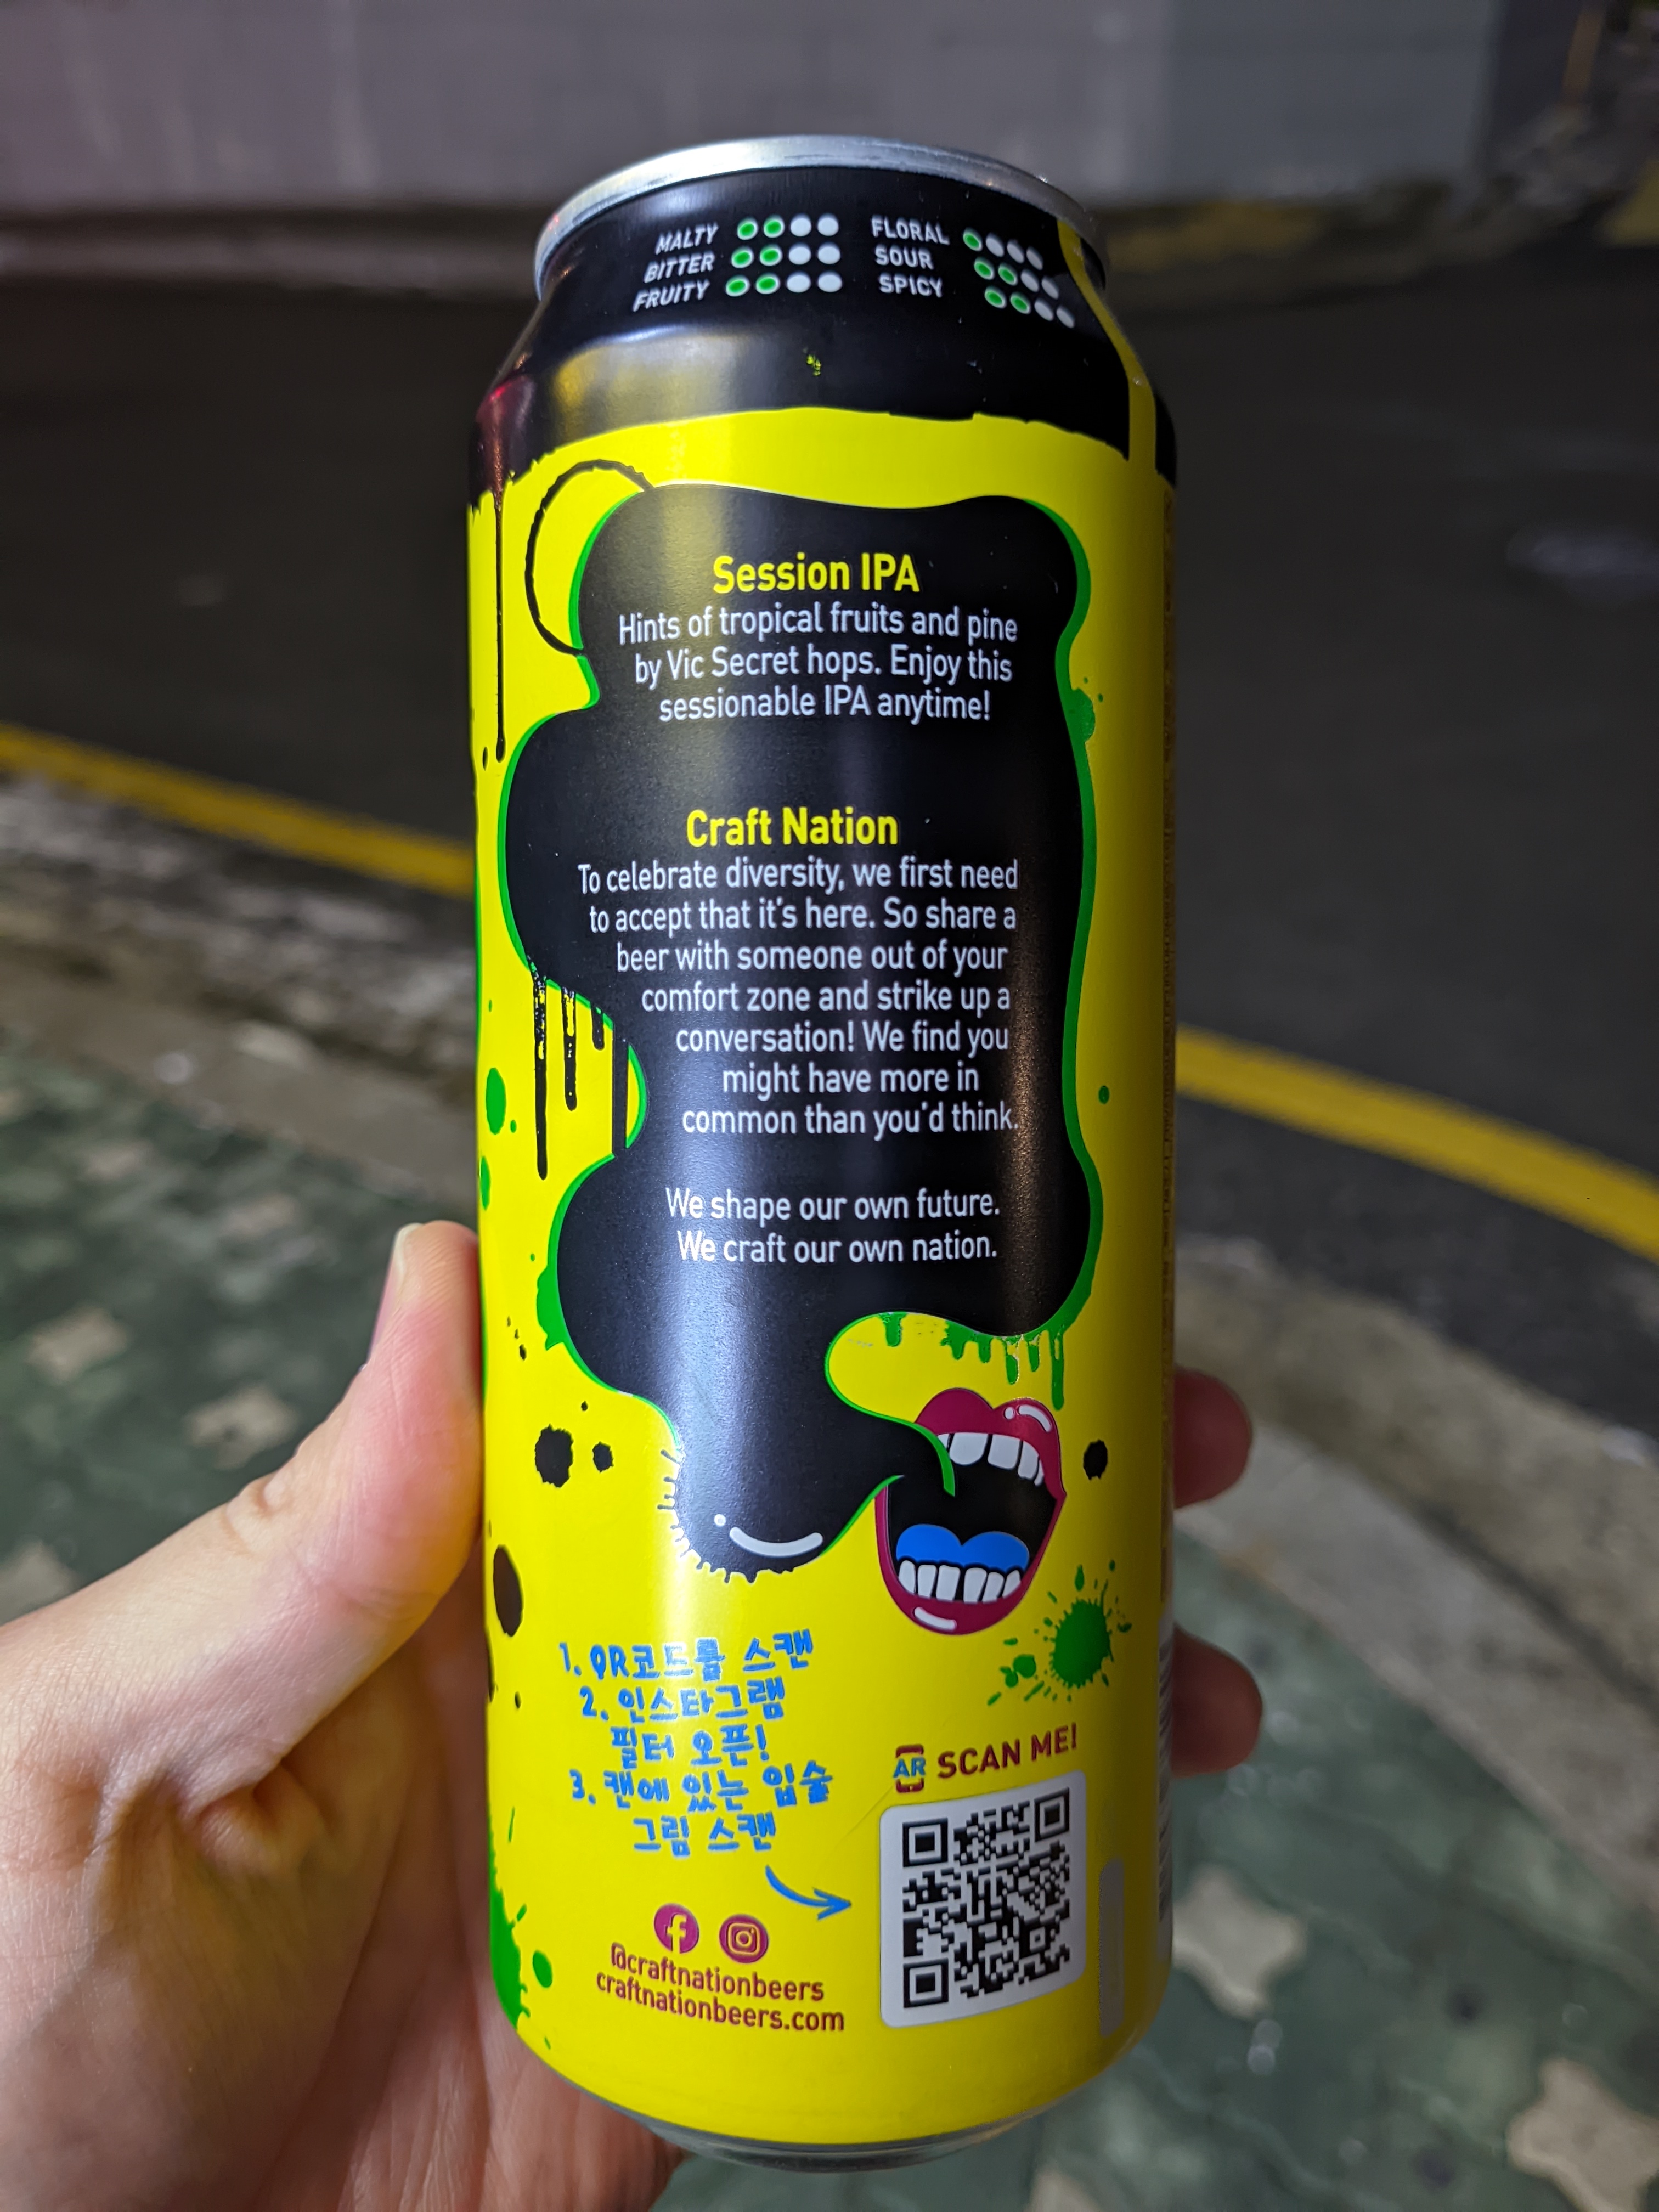 MALTY
BITTER
FRUITY
FLORAL
SOUR
SPICY
Session IPA
Hints of tropical fruits and pine
by Vic Secret hops. Enjoy this
sessionable IPA anytime!
Craft Nation
To celebrate diversity, we first need
to accept that it's here. So share a
beer with someone out of your
comfort zone and strike up a
conversation! We find you
might have more in
common than you'd think.
We shape our own future.
We craft our own nation.
1. QR코드를 스캔
2. 인스타그램
필터 오픈!
3. 캔에 있는 입술
그림 스캔
AR SCAN ME!
@craftnationbeers
craftnationbeers.com